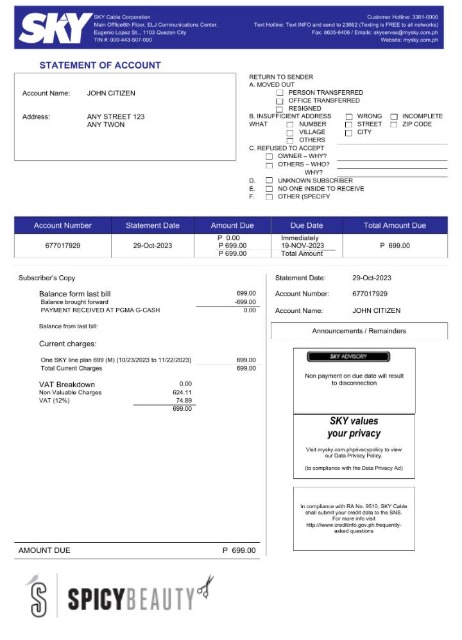 SKY
SKY Cable Corporation
Main Office6th Floor, ELJ Communications Center,
Eugenio Lopez St., 1103 Quezon City
TIN #: 000-443-507-000
Customer Hotline: 3381-0900
Text Hotline: Text INFO and send to 23662 (Texting is FREE to all networks)
Fax: 8635-6406 / Emails: skyserves@mysky.com.ph
Website: mysky.com.ph
STATEMENT OF ACCOUNT
Account Name: JOHN CITIZEN
Address: ANY STREET 123
ANY TWON
RETURN TO SENDER
A. MOVED OUT
PERSON TRANSFERRED
OFFICE TRANSFERRED
RESIGNED
B. INSUFFICIENT ADDRESS WRONG INCOMPLETE
WHAT NUMBER STREET ZIP CODE
VILLAGE CITY
OTHERS
C. REFUSED TO ACCEPT
OWNER – WHY?
OTHERS – WHO?
WHY?
D. UNKNOWN SUBSCRIBER
E. NO ONE INSIDE TO RECEIVE
F. OTHER (SPECIFY
Account Number Statement Date Amount Due Due Date Total Amount Due
P 0.00 Immediately
677017929 29-Oct-2023 P 699.00 19-NOV-2023 P 699.00
P 699.00 Total Amount
Subscriber's Copy
Balance form last bill 699.00
Balance brought forward -699.00
PAYMENT RECEIVED AT PGMA G-CASH 0.00
Balance from last bill:
Current charges:
One SKY line plan 699 (M) (10/23/2023 to 11/22/2023) 699.00
Total Current Charges 699.00
VAT Breakdown 0.00
Non Valuable Charges 624.11
VAT (12%) 74.89
699.00
AMOUNT DUE P 699.00
Statement Date: 29-Oct-2023
Account Number: 677017929
Account Name: JOHN CITIZEN
Announcements / Remainders
SKY ADVISORY
Non payment on due date will result
to disconnection
SKY values
your privacy
Visit mysky.com.phprivacypolicy to view
our Data Privacy Policy.
(to compliance with the Data Privacy Ad)
In compliance with RA No. 9510, SKY Cable
shall submit your credit data to the SNS.
For more info visit
http://www.creditinfo.gov.ph.frequently-
asked questions
S SPICYBEAUTY